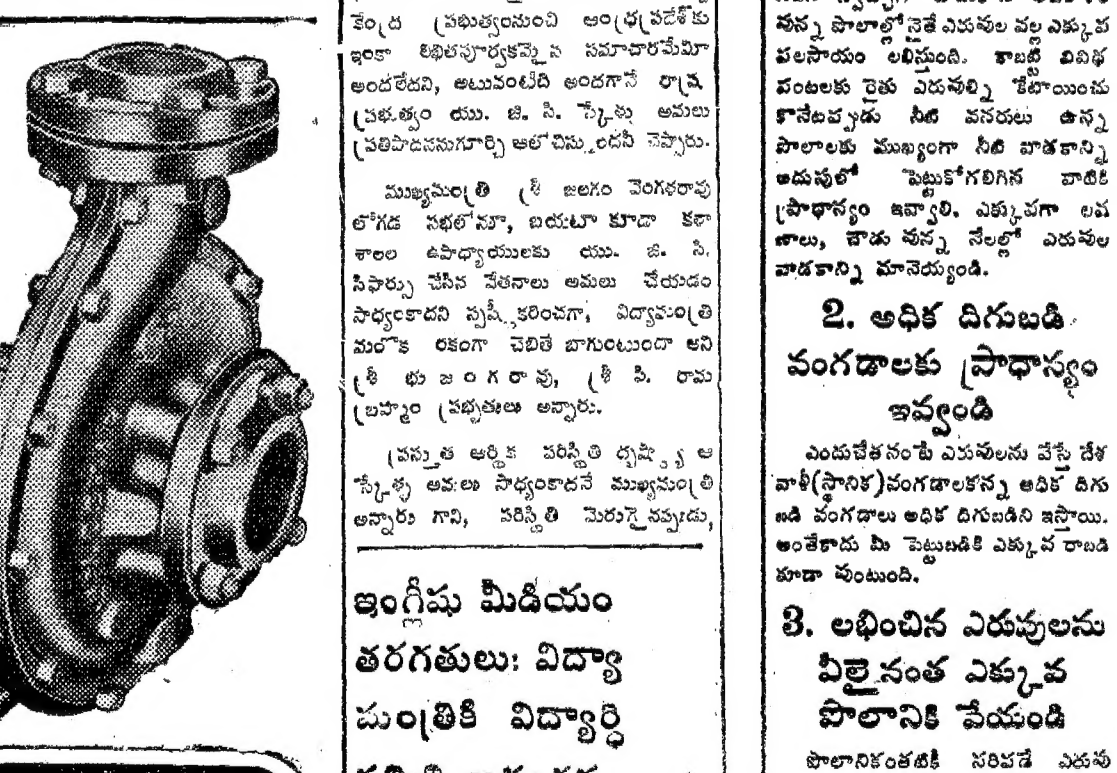 కేంద్ర ప్రభుత్వంనుంచి ఆంధ్రప్రదేశ్‌కు
ఇంకా లిఖితపూర్వకమైన సమాచారమేమీ
అందలేదని, అటువంటిది అందగానే రాష్ట్ర
ప్రభుత్వం యు. జి. సి. స్కేళ్లు అమలు
ప్రతిపాదననుగూర్చి ఆలోచిస్తుందనీ చెప్పారు.
ముఖ్యమంత్రి శ్రీ జలగం వెంగళరావు
లోగడ సభలోనూ, బయటా కూడా కళా
శాలల ఉపాధ్యాయులకు యు. జి. సి.
సిఫార్సు చేసిన వేతనాలు అమలు చేయడం
సాధ్యంకాదని స్పష్టీకరించగా, విద్యామంత్రి
మరొక రకంగా చెబితే బాగుంటుందా అని
శ్రీ భుజంగరావు, శ్రీ సి. రామ
బ్రహ్మం ప్రభృతులు అన్నారు.
ప్రస్తుత ఆర్థిక పరిస్థితి దృష్ట్యా ఆ
స్కేళ్ళ అమలు సాధ్యంకాదనే ముఖ్యమంత్రి
అన్నారు గాని, పరిస్థితి మెరుగైనప్పుడు,
ఇంగ్లీషు మీడియం
తరగతులు: విద్యా
మంత్రికి విద్యార్థి
వున్న పొలాల్లోనైతే ఎరువుల వల్ల ఎక్కువ
ఫలసాయం లభిస్తుంది. కాబట్టి వివిధ
పంటలకు రైతు ఎరువుల్ని కేటాయించు
కొనేటప్పుడు నీటి వనరులు ఉన్న
పొలాలకు ముఖ్యంగా నీటి వాడకాన్ని
అదుపులో పెట్టుకోగలిగిన వాటికి
ప్రాధాన్యం ఇవ్వాలి. ఎక్కువగా లవ
ణాలు, చౌడు వున్న నేలల్లో ఎరువుల
వాడకాన్ని మానెయ్యండి.
2. అధిక దిగుబడి
వంగడాలకు ప్రాధాన్యం
ఇవ్వండి
ఎందుచేతనంటే ఎరువులను వేస్తే దేశ
వాళీ(స్థానిక)వంగడాలకన్న అధిక దిగు
బడి వంగడాలు అధిక దిగుబడిని ఇస్తాయి.
అంతేకాదు మీ పెట్టుబడికి ఎక్కువ రాబడి
కూడా వుంటుంది.
3. లభించిన ఎరువులను
వీలైనంత ఎక్కువ
పొలానికి వేయండి
పొలానికంతటికీ సరిపడే ఎరువు